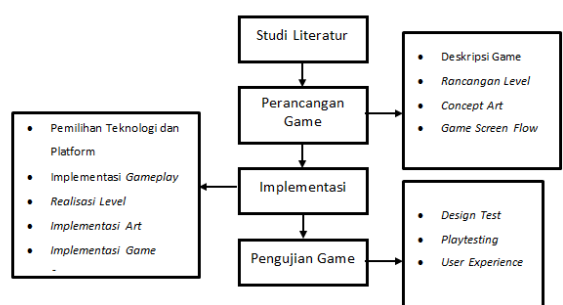 Studi Literatur
Perancangan
Game
Deskripsi Game
Rancangan Level
Concept Art
Game Screen Flow
Pemilihan Teknologi dan
Platform
Implementasi Gameplay
Realisasi Level
Implementasi Art
Implementasi Game
Implementasi
Pengujian Game
Design Test
Playtesting
User Experience